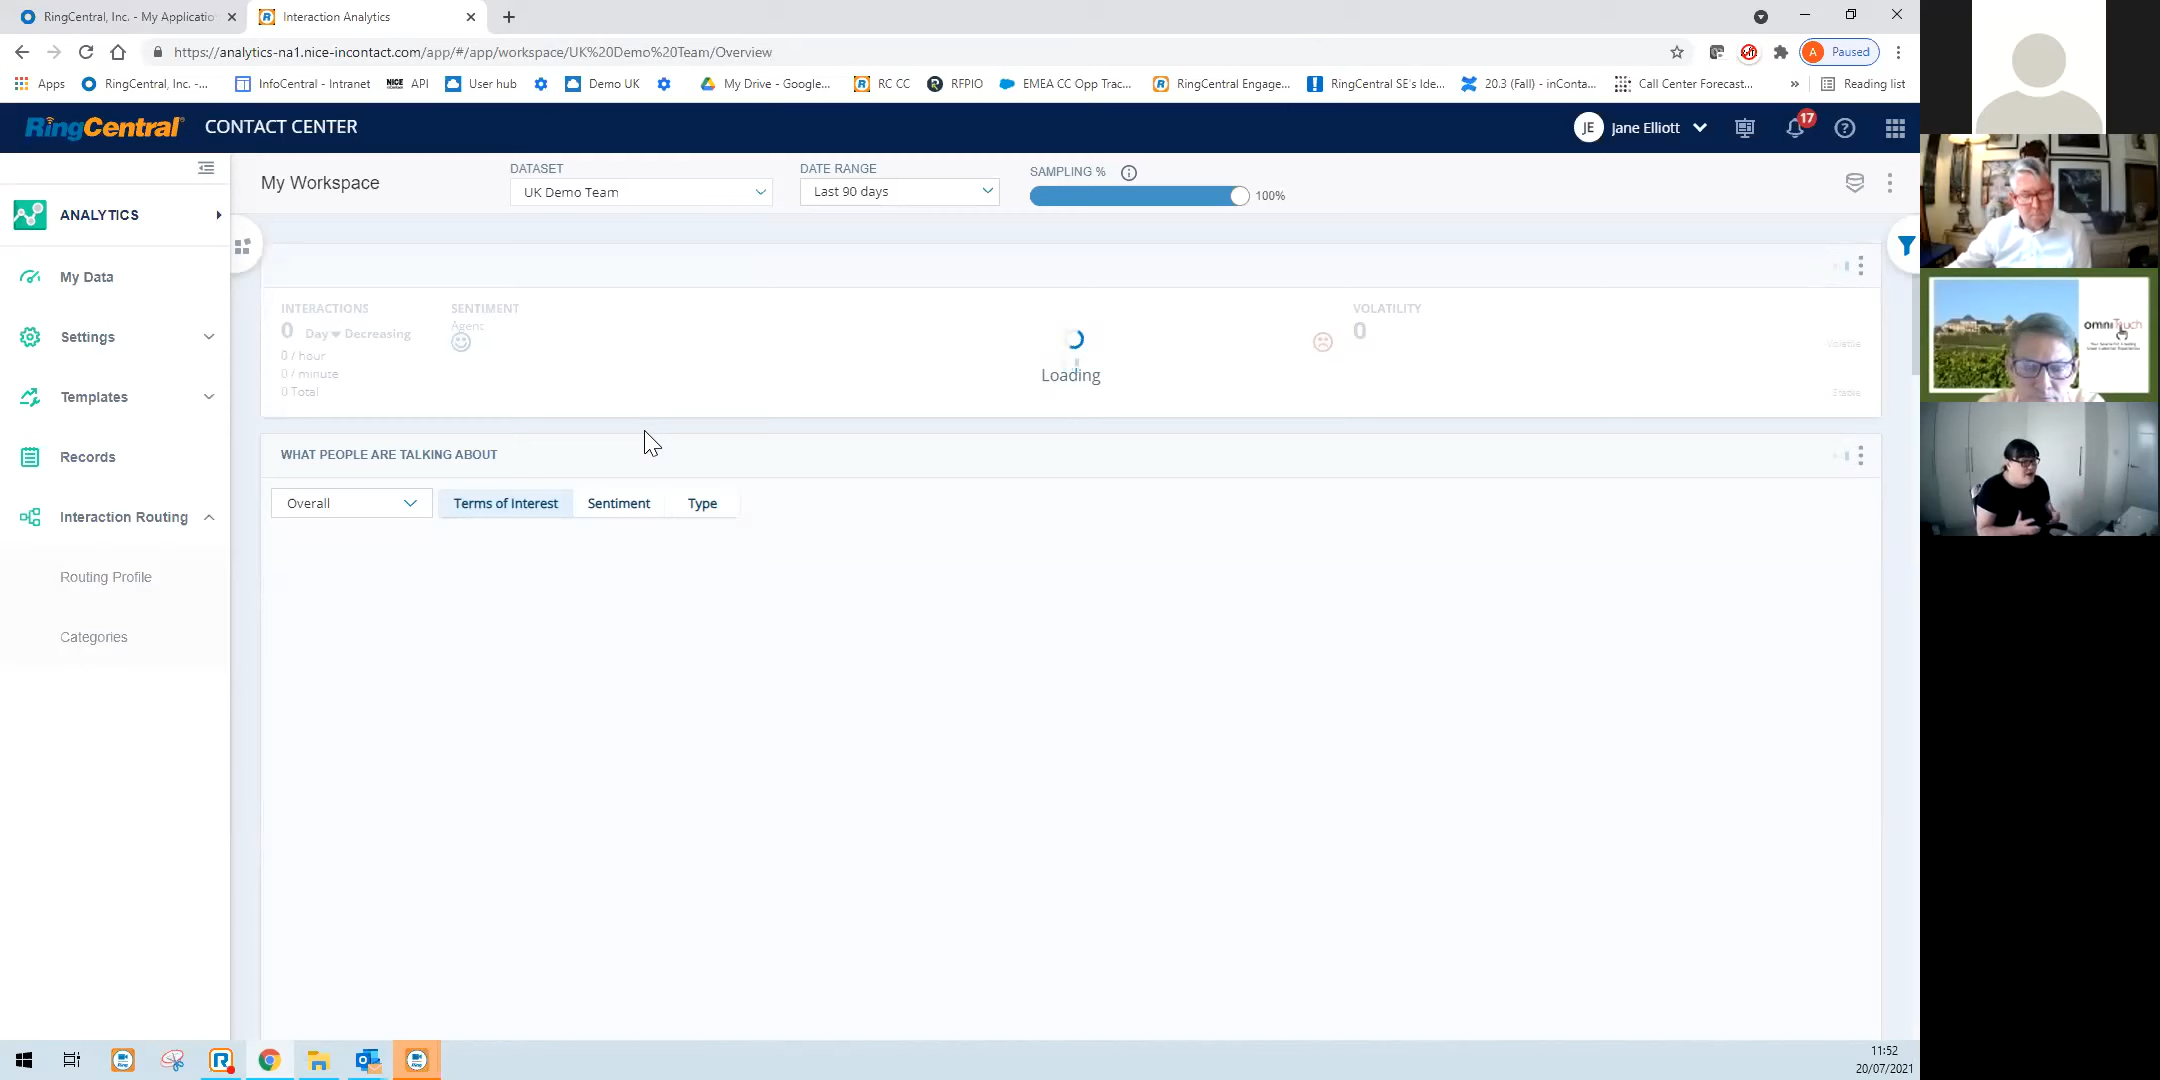 RingCentral, Inc. - My Applicatio
Interaction Analytics
https://analytics-na1.nice-incontact.com/app/#/app/workspace/UK%20Demo%20Team/Overview
A Paused
Apps
RingCentral, Inc. -...
InfoCentral - Intranet
NICE API
User hub
Demo UK
My Drive - Google...
RC CC
RFPIO
EMEA CC Opp Trac...
RingCentral Engage...
RingCentral SE's Ide...
20.3 (Fall) - inConta...
Call Center Forecast...
»
Reading list
RingCentral CONTACT CENTER
JE Jane Elliott
17
My Workspace
DATASET
UK Demo Team
DATE RANGE
Last 90 days
SAMPLING %
100%
ANALYTICS
My Data
Settings
Templates
Records
Interaction Routing
Routing Profile
Categories
INTERACTIONS
0 Day Decreasing
0 / hour
0 / minute
0 Total
SENTIMENT
Agent
Loading
VOLATILITY
0
Volatile
Stable
WHAT PEOPLE ARE TALKING ABOUT
Overall
Terms of Interest
Sentiment
Type
omniTouch
11:52
20/07/2021